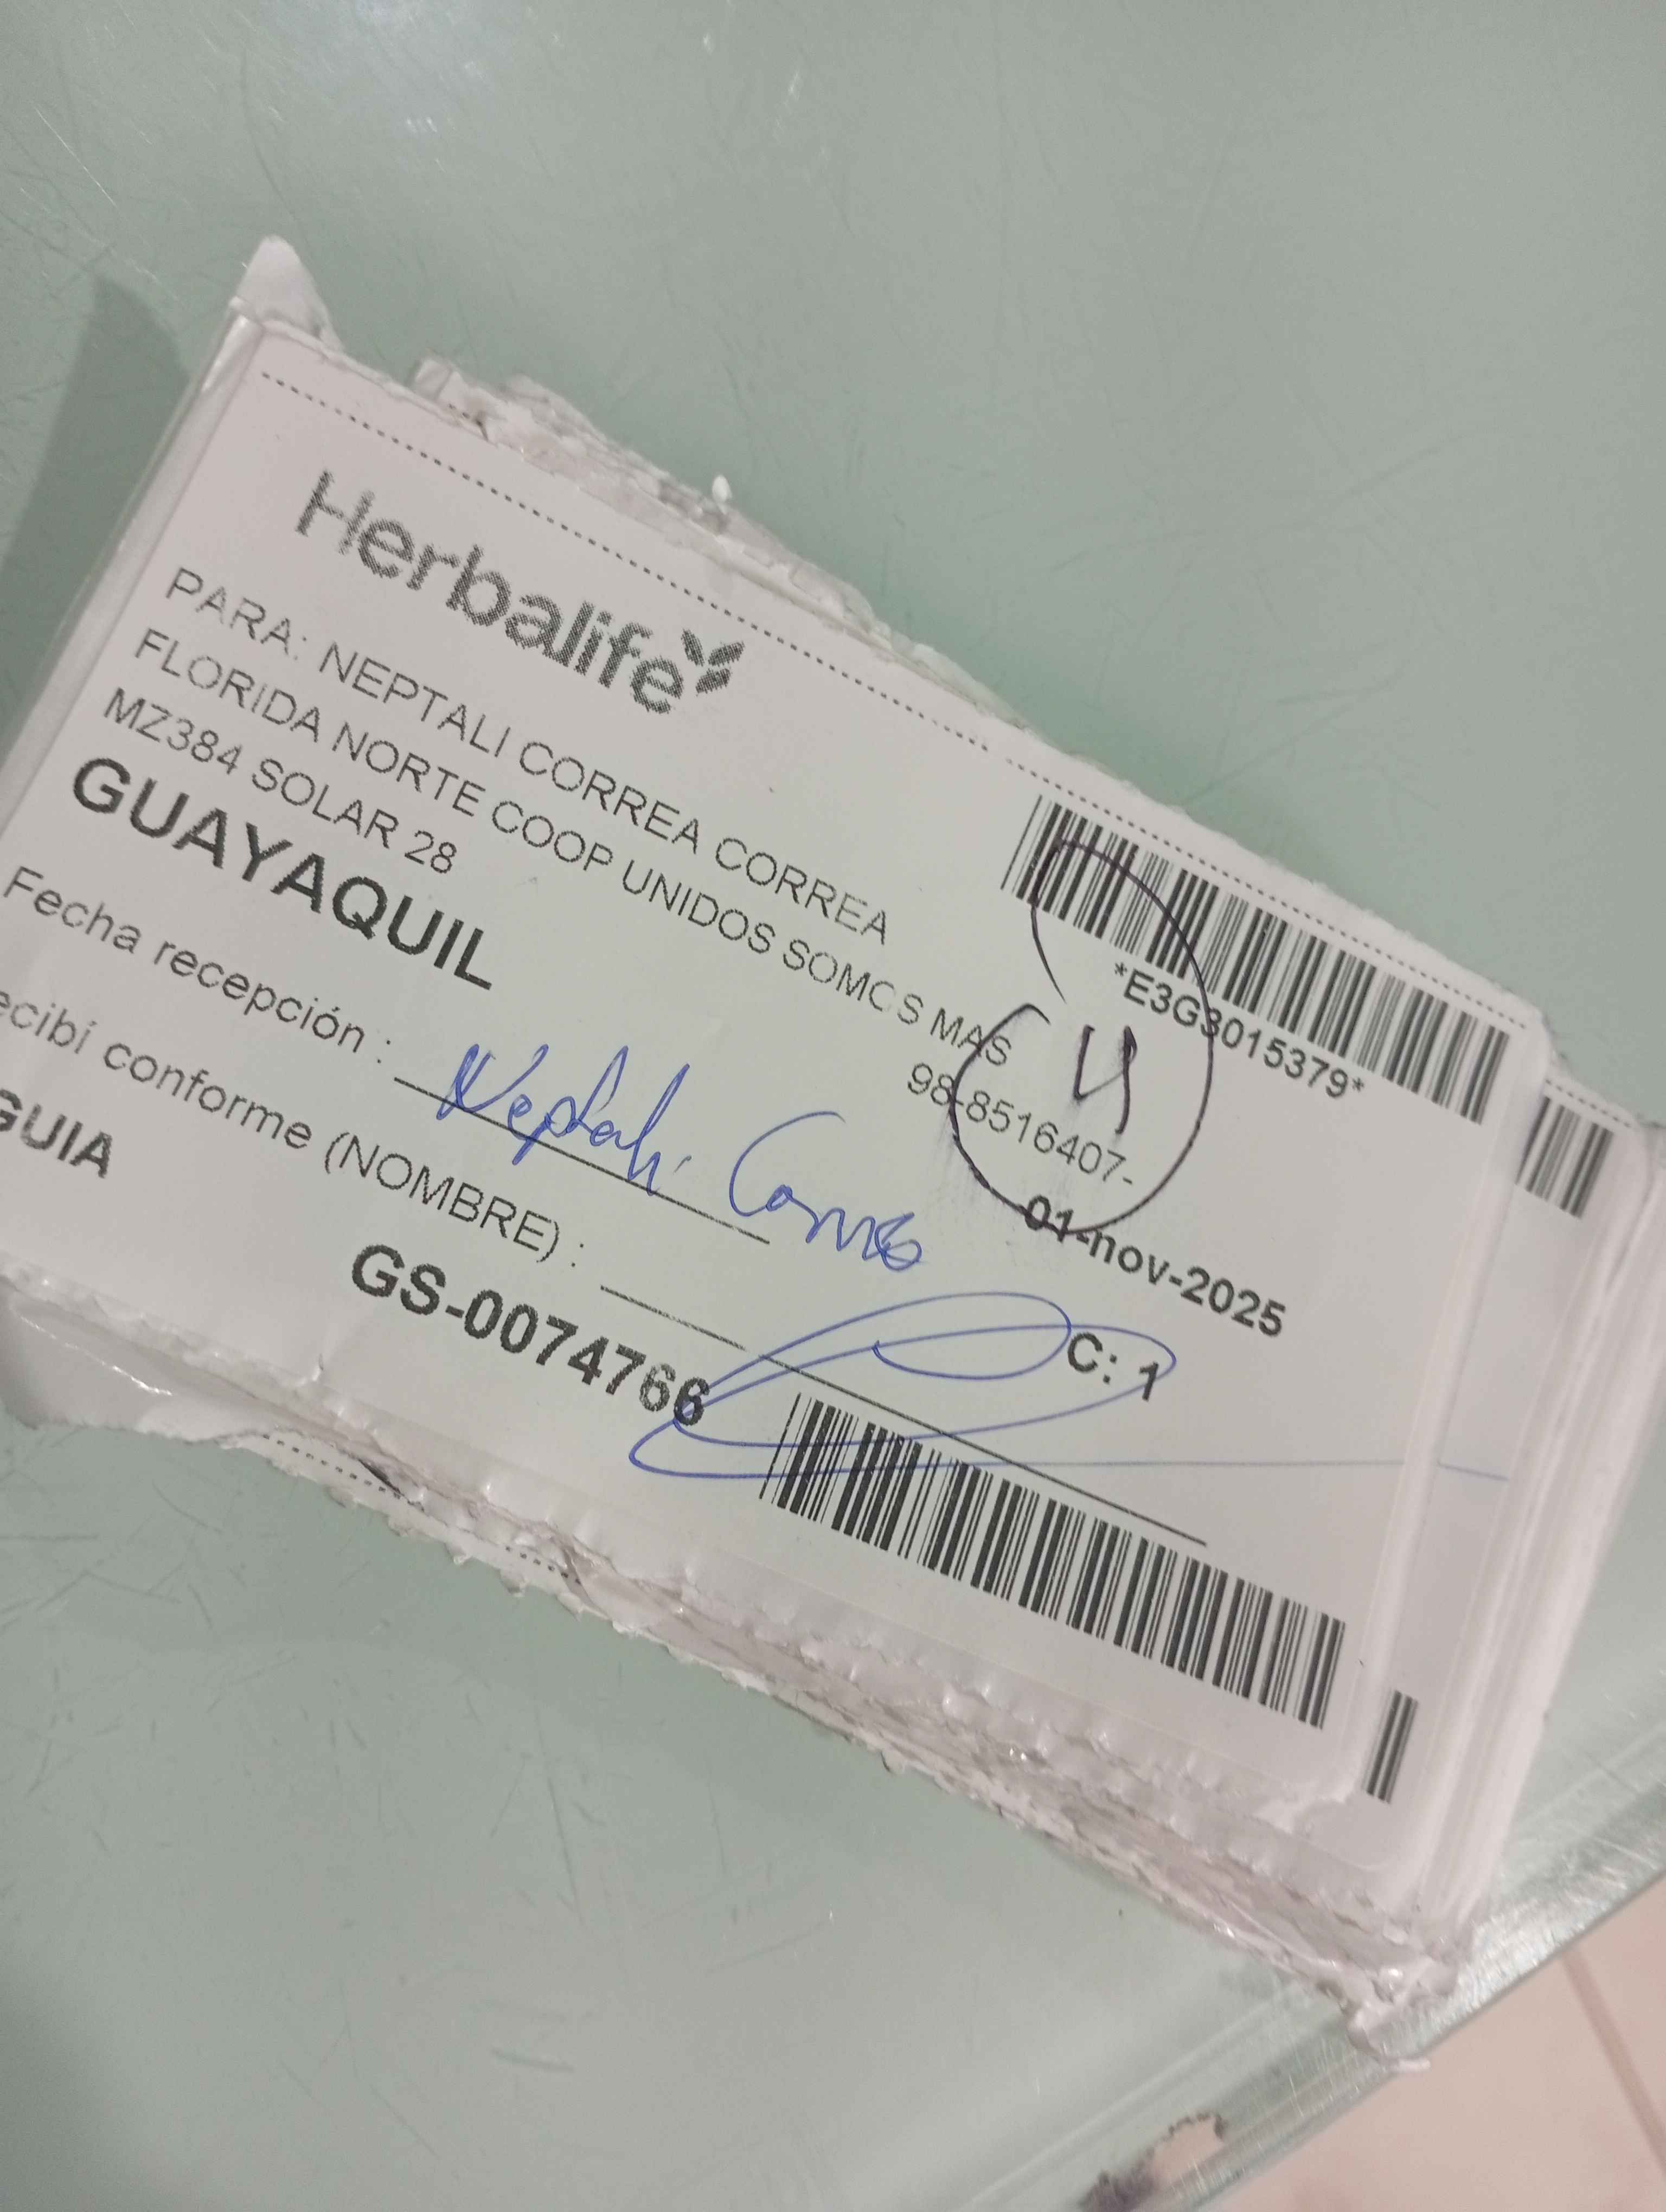 Herbalife
*E3G3015379*
PARA: NEPTALI CORREA CORREA
FLORIDA NORTE COOP UNIDOS SOMOS MAS
MZ384 SOLAR 28
98-8516407-
GUAYAQUIL
01-nov-2025
Fecha recepción :
Neptali Correa
ecibí conforme (NOMBRE) :
C: 1
GUIA
GS-0074766